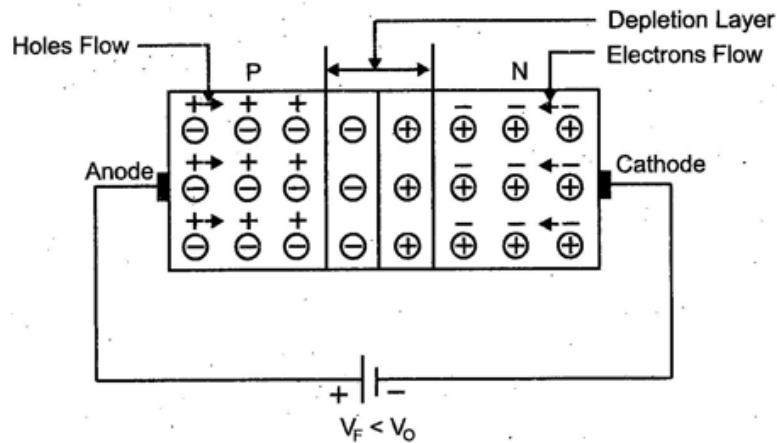 Depletion Layer
Holes Flow
Electrons Flow
P
N
+ + + − − −
⊖ ⊖ ⊖ ⊖ ⊕ ⊕ ⊕ ⊕
+ + + − − −
Anode
Cathode
⊖ ⊖ ⊖ ⊖ ⊕ ⊕ ⊕ ⊕
+ + + − − −
⊖ ⊖ ⊖ ⊖ ⊕ ⊕ ⊕ ⊕
+ −
V_F < V_O